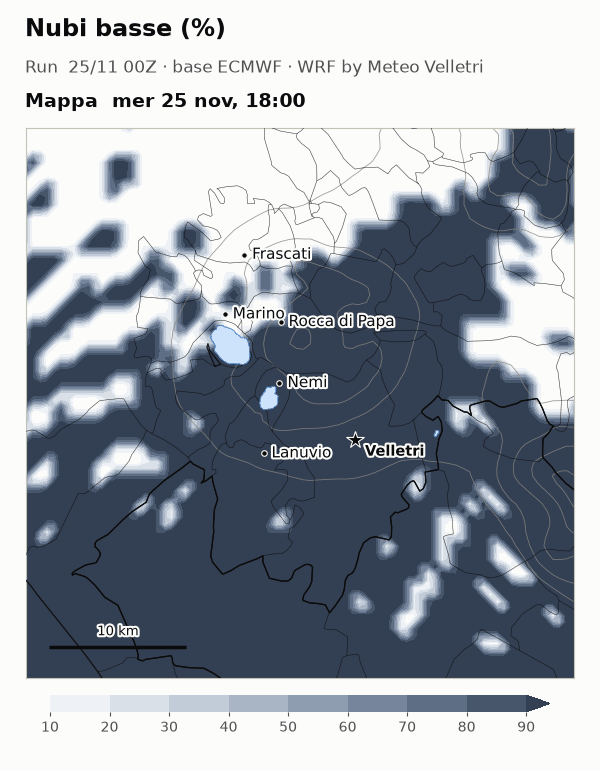 Nubi basse (%)
Run  25/11 00Z · base ECMWF · WRF by Meteo Velletri
Mappa  mer 25 nov, 18:00
Frascati
Marino
Rocca di Papa
Nemi
Velletri
Lanuvio
10 km
10 20 30 40 50 60 70 80 90